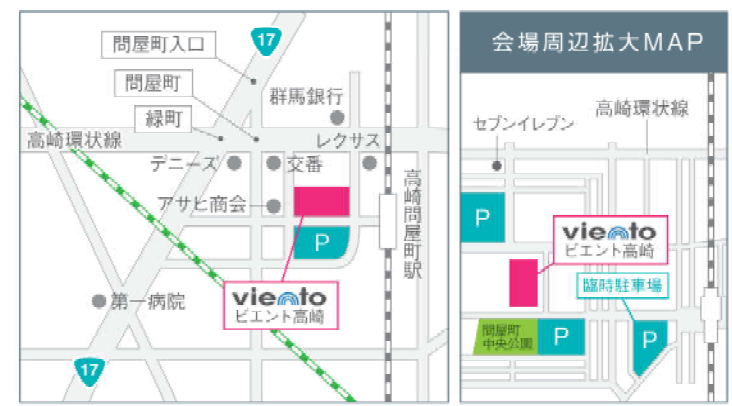 問屋町入口
17
問屋町
群馬銀行
緑町
高崎環状線
レクサス
デニーズ
交番
アサヒ商会
高崎問屋町駅
P
viento
ビエント高崎
第一病院
17
会場周辺拡大MAP
高崎環状線
セブンイレブン
P
viento
ビエント高崎
臨時駐車場
問屋町
中央公園
P
P